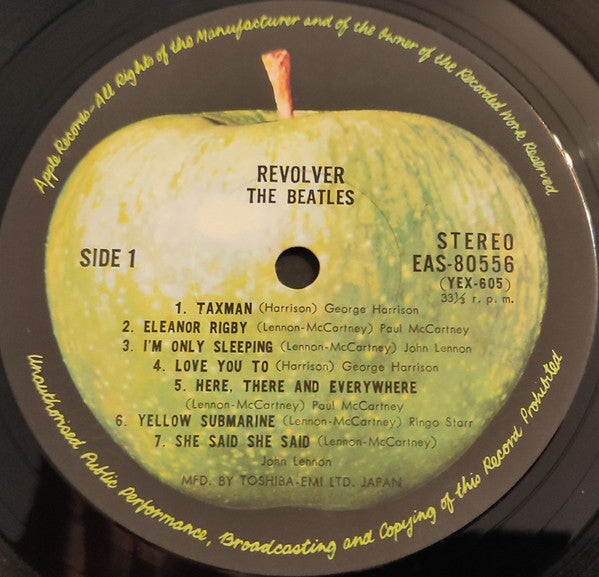 Apple Records-All Rights of the Manufacturer and of the Owner of the Recorded Work Reserved
REVOLVER
THE BEATLES
SIDE 1
STEREO
EAS-80556
(YEX-605)
33⅓ r.p.m.
1. TAXMAN (Harrison) George Harrison
2. ELEANOR RIGBY (Lennon-McCartney) Paul McCartney
3. I'M ONLY SLEEPING (Lennon-McCartney) John Lennon
4. LOVE YOU TO (Harrison) George Harrison
5. HERE, THERE AND EVERYWHERE
(Lennon-McCartney) Paul McCartney
6. YELLOW SUBMARINE (Lennon-McCartney) Ringo Starr
7. SHE SAID SHE SAID (Lennon-McCartney)
John Lennon
MFD. BY TOSHIBA-EMI LTD. JAPAN
Unauthorised Public Performance, Broadcasting and Copying of this Record Prohibited